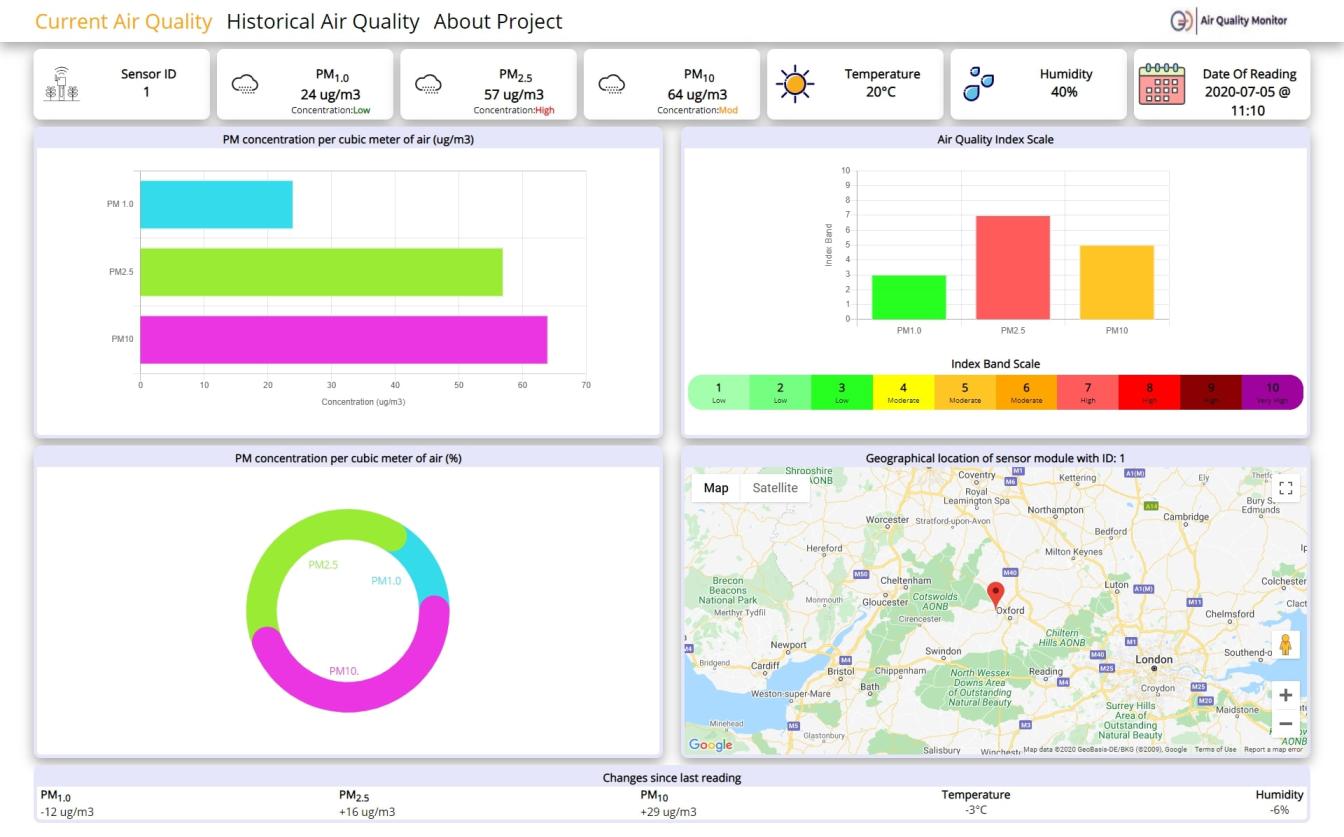 Current Air Quality Historical Air Quality About Project
Air Quality Monitor
Sensor ID
1
PM1.0
24 ug/m3
Concentration:Low
PM2.5
57 ug/m3
Concentration:High
PM10
64 ug/m3
Concentration:Mod
Temperature
20°C
Humidity
40%
Date Of Reading
2020-07-05 @
11:10
PM concentration per cubic meter of air (ug/m3)
PM 1.0
PM2.5
PM10
0 10 20 30 40 50 60 70
Concentration (ug/m3)
Air Quality Index Scale
10
9
8
7
6
5
4
3
2
1
0
Index Band
PM1.0 PM2.5 PM10
Index Band Scale
1 2 3 4 5 6 7 8 9 10
Low Low Low Moderate Moderate Moderate High High High Very High
PM concentration per cubic meter of air (%)
PM2.5
PM1.0
PM10.
Geographical location of sensor module with ID: 1
Map Satellite
Shropshire
AONB
Coventry
M1
M6
Kettering
A1(M)
Ely
Royal
Leamington Spa
Northampton
A14
Cambridge
Bury S
Edmunds
Worcester
Stratford-upon-Avon
Bedford
Hereford
Milton Keynes
M50
Cheltenham
M40
Brecon
Beacons
National Park
Gloucester
Cotswolds
AONB
Luton
A1(M)
Colchester
Monmouth
Merthyr Tydfil
Cirencester
Oxford
M11
Chelmsford
Clact
Chiltern
Hills AONB
M1
Newport
Swindon
M40
London
Southend-o
M4
Bridgend
Cardiff
M4
Bristol
Chippenham
North Wessex
Downs Area
of Outstanding
Natural Beauty
Reading
M4
M25
Croydon
M25
M20
Weston-super-Mare
Bath
Surrey Hills
Area of
Outstanding
Natural Beauty
Maidstone
Minehead
M5
Glastonbury
M3
Salisbury
Winchest
AONB
Google
Map data ©2020 GeoBasis-DE/BKG (©2009), Google Terms of Use Report a map error
Changes since last reading
PM1.0
-12 ug/m3
PM2.5
+16 ug/m3
PM10
+29 ug/m3
Temperature
-3°C
Humidity
-6%